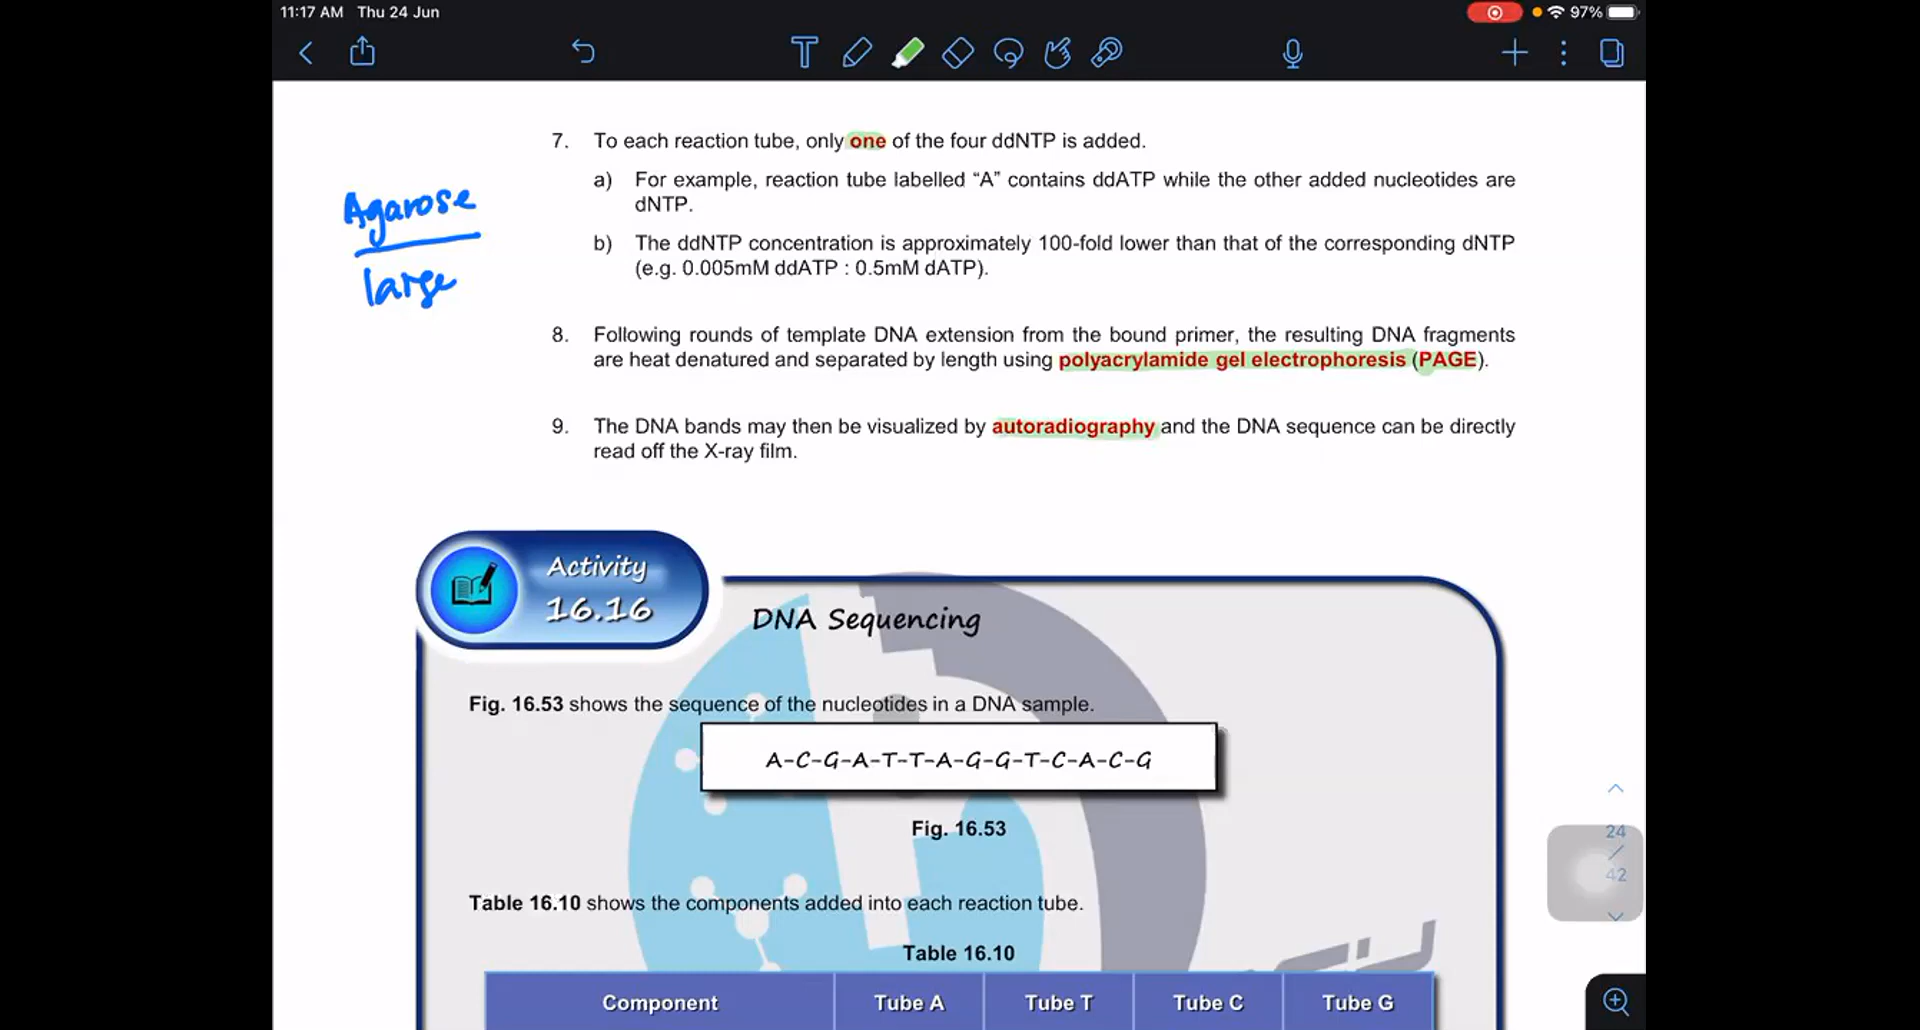 11:17 AM Thu 24 Jun
97%
7. To each reaction tube, only one of the four ddNTP is added.
a) For example, reaction tube labelled “A” contains ddATP while the other added nucleotides are
dNTP.
b) The ddNTP concentration is approximately 100-fold lower than that of the corresponding dNTP
(e.g. 0.005mM ddATP : 0.5mM dATP).
Agarose
large
8. Following rounds of template DNA extension from the bound primer, the resulting DNA fragments
are heat denatured and separated by length using polyacrylamide gel electrophoresis (PAGE).
9. The DNA bands may then be visualized by autoradiography and the DNA sequence can be directly
read off the X-ray film.
Activity
16.16
DNA Sequencing
Fig. 16.53 shows the sequence of the nucleotides in a DNA sample.
A-C-G-A-T-T-A-G-G-T-C-A-C-G
Fig. 16.53
24
/
42
Table 16.10 shows the components added into each reaction tube.
Table 16.10
Component Tube A Tube T Tube C Tube G